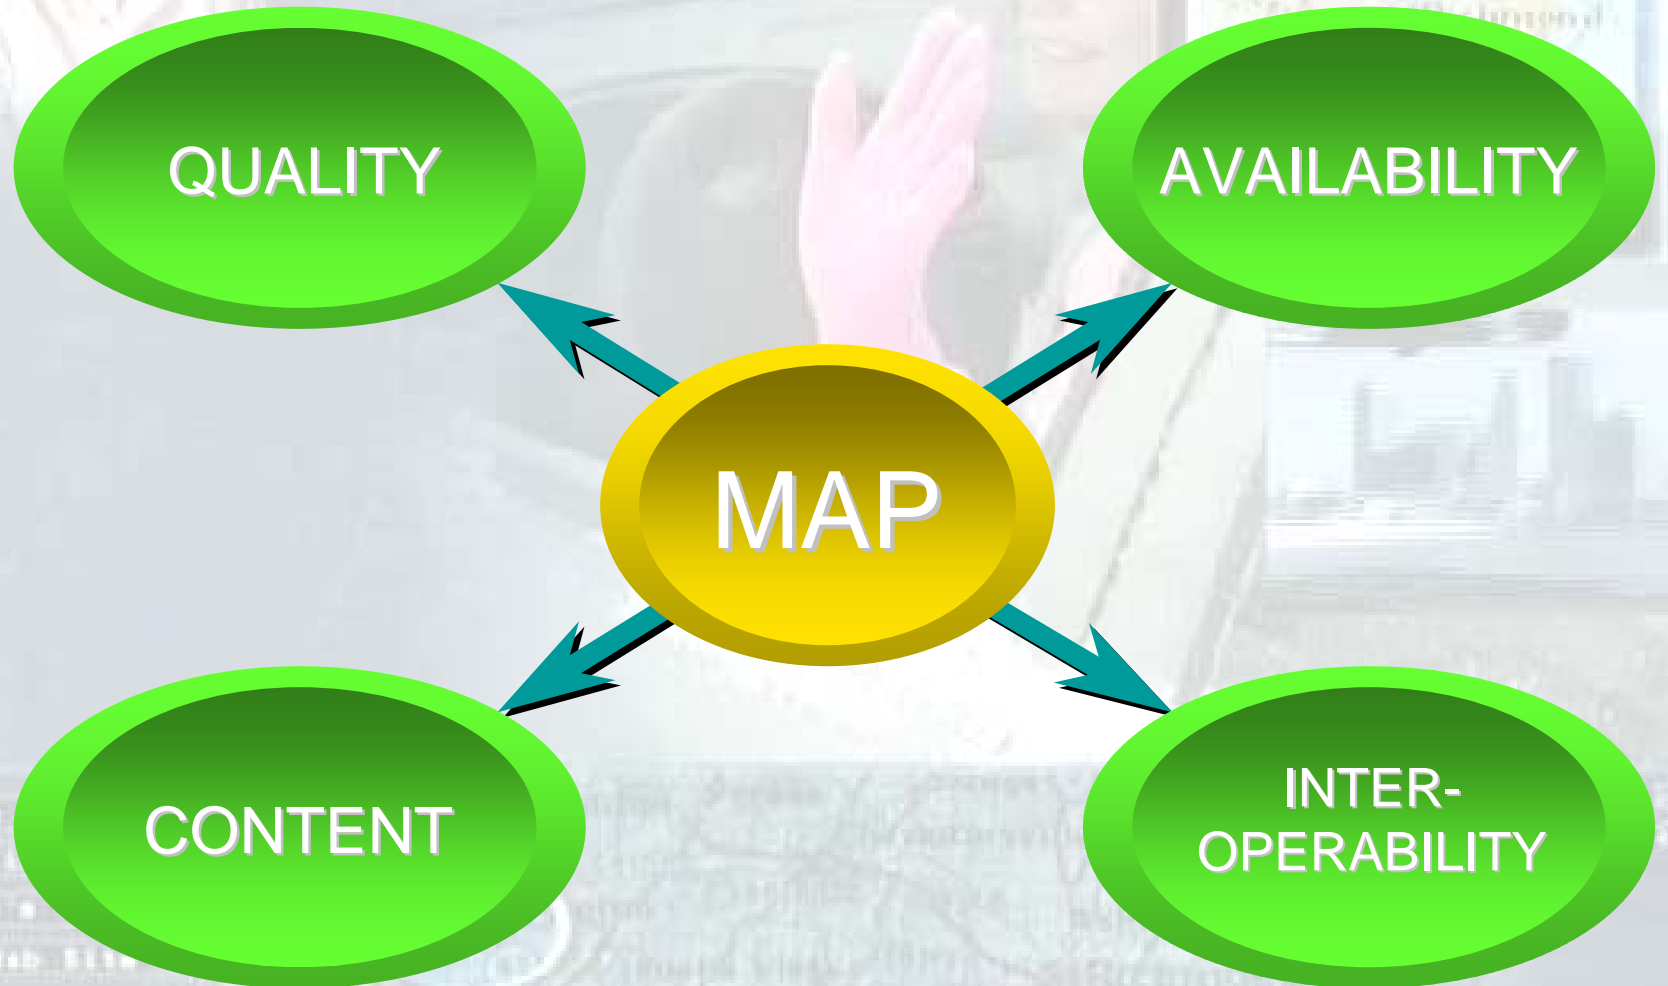 QUALITY
AVAILABILITY
MAP
CONTENT
INTER-
OPERABILITY